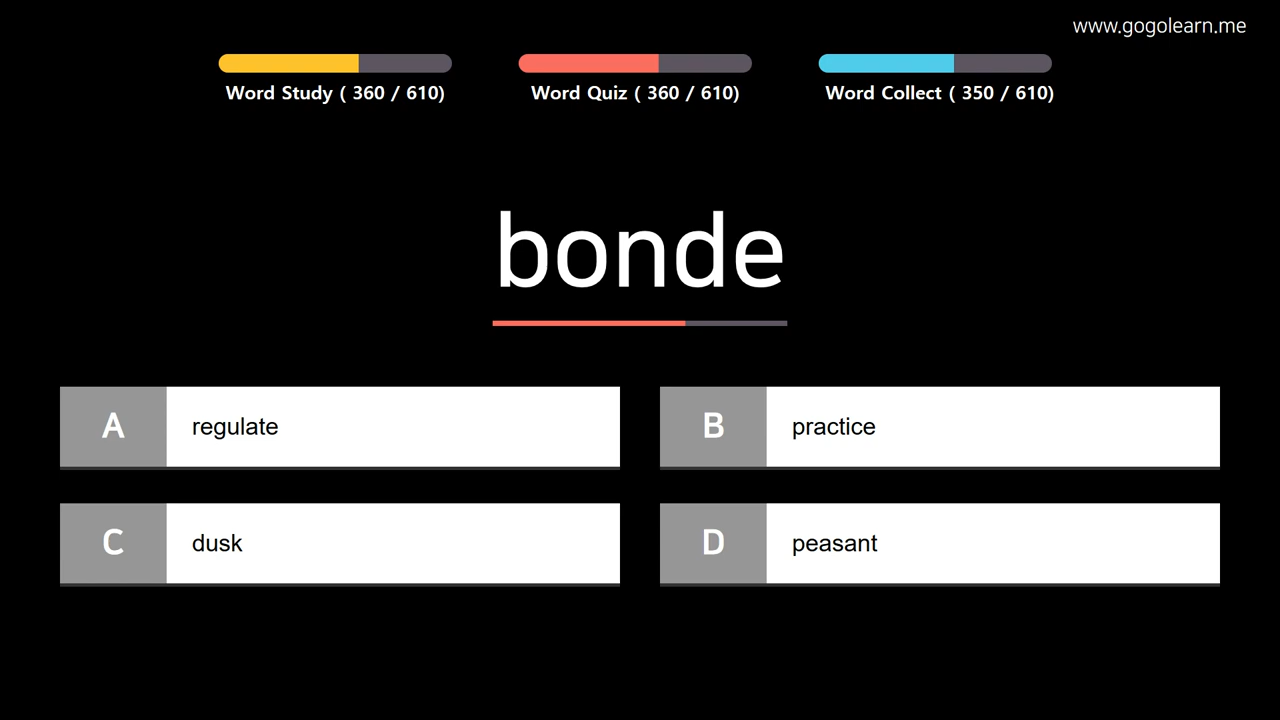 www.gogolearn.me
Word Study ( 360 / 610)
Word Quiz ( 360 / 610)
Word Collect ( 350 / 610)
bonde
A regulate
B practice
C dusk
D peasant